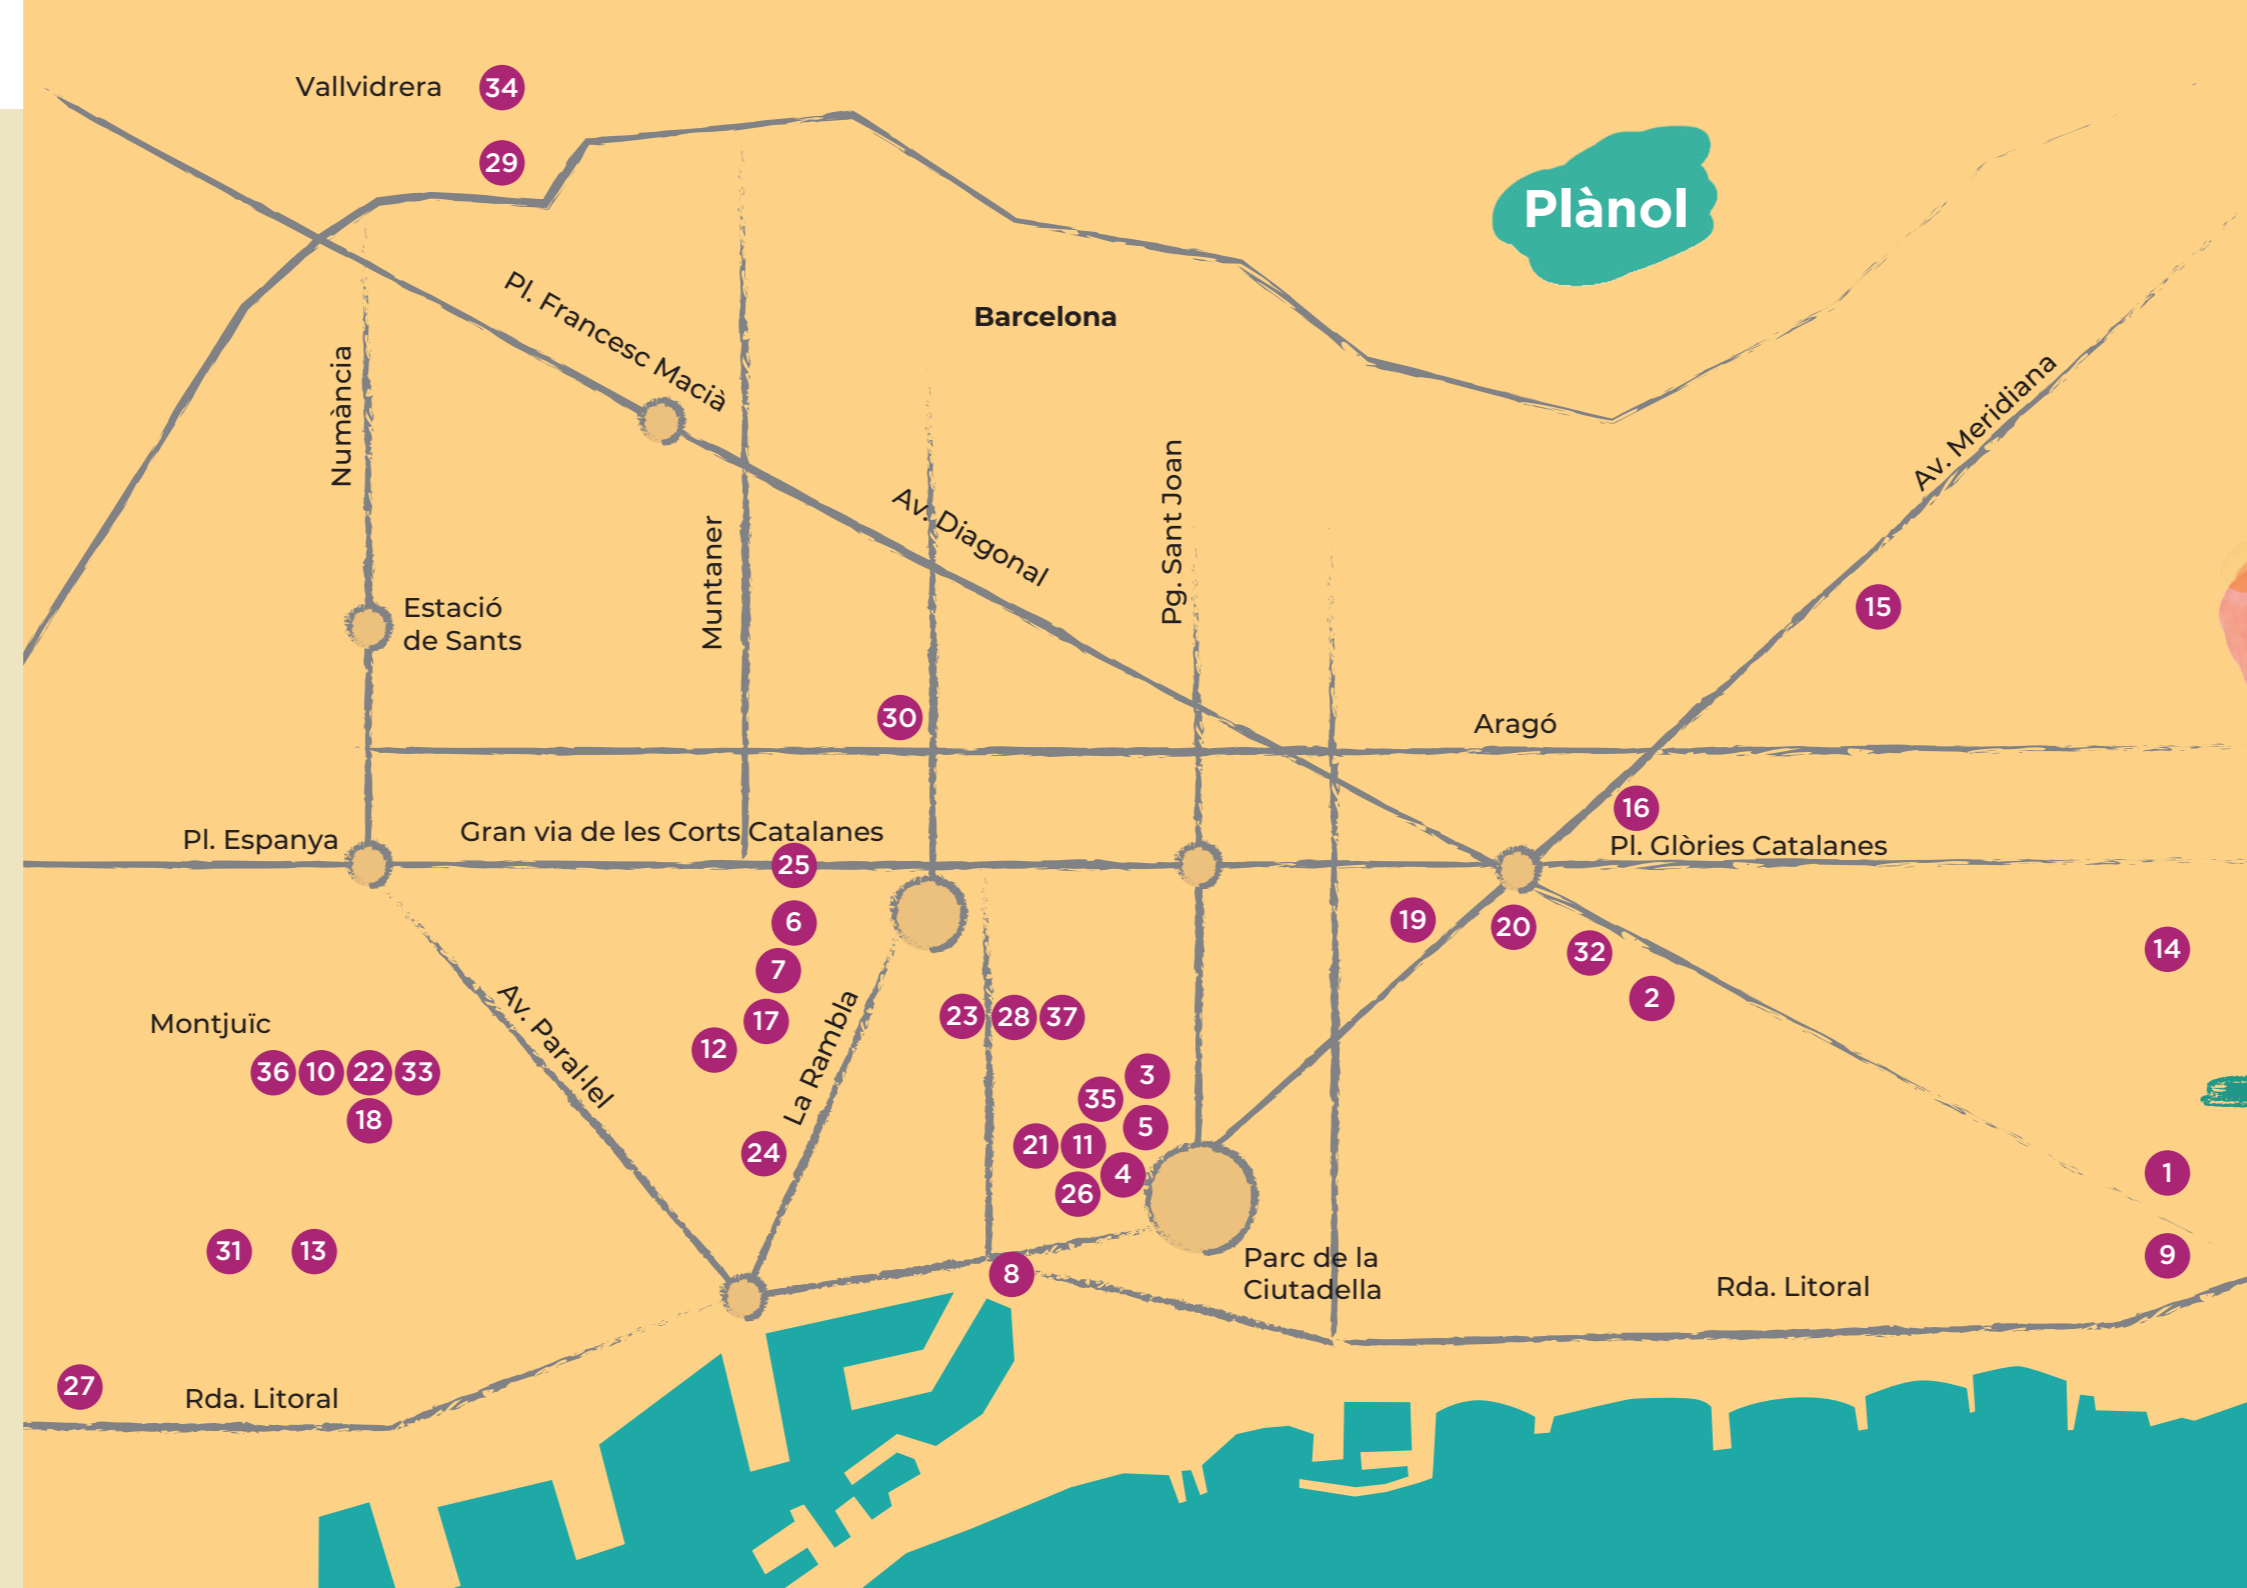 Vallvidrera
34
29
Plànol
Pl. Francesc Macià
Barcelona
Numància
Av. Meridiana
Av. Diagonal
Pg. Sant Joan
Muntaner
Estació
de Sants
15
30
Aragó
16
Pl. Espanya
Gran via de les Corts Catalanes
Pl. Glòries Catalanes
25
6
19
20
32
14
7
2
Montjuïc
Av. Paral·lel
17
La Rambla
23
28
37
12
36
10
22
33
3
35
18
5
24
21
11
4
1
26
31
13
8
Parc de la
Ciutadella
9
Rda. Litoral
27
Rda. Litoral